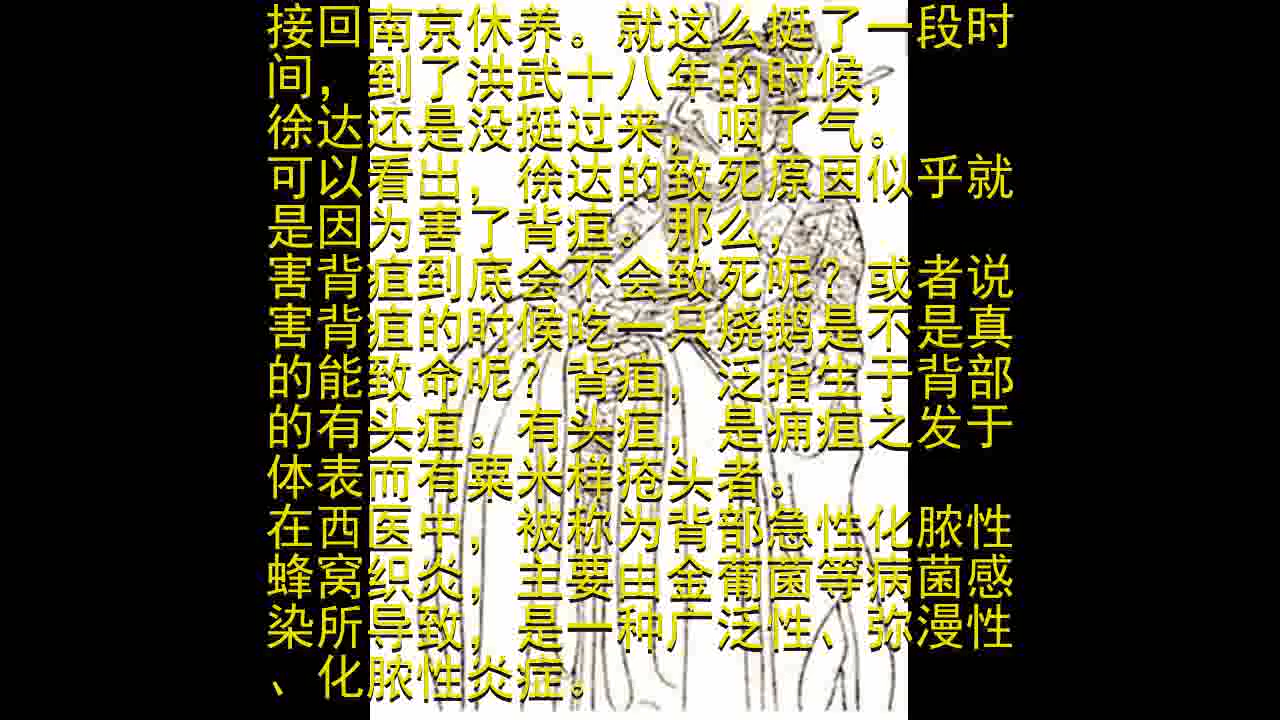 接回南京休养。就这么挺了一段时
间，到了洪武十八年的时候，
徐达还是没挺过来，咽了气。
可以看出，徐达的致死原因似乎就
是因为害了背疽。那么，
害背疽到底会不会致死呢？或者说
害背疽的时候吃一只烧鹅是不是真
的能致命呢？背疽，泛指生于背部
的有头疽。有头疽，是痈疽之发于
体表而有粟米样疮头者。
在西医中，被称为背部急性化脓性
蜂窝织炎，主要由金葡菌等病菌感
染所导致，是一种广泛性、弥漫性
、化脓性炎症。